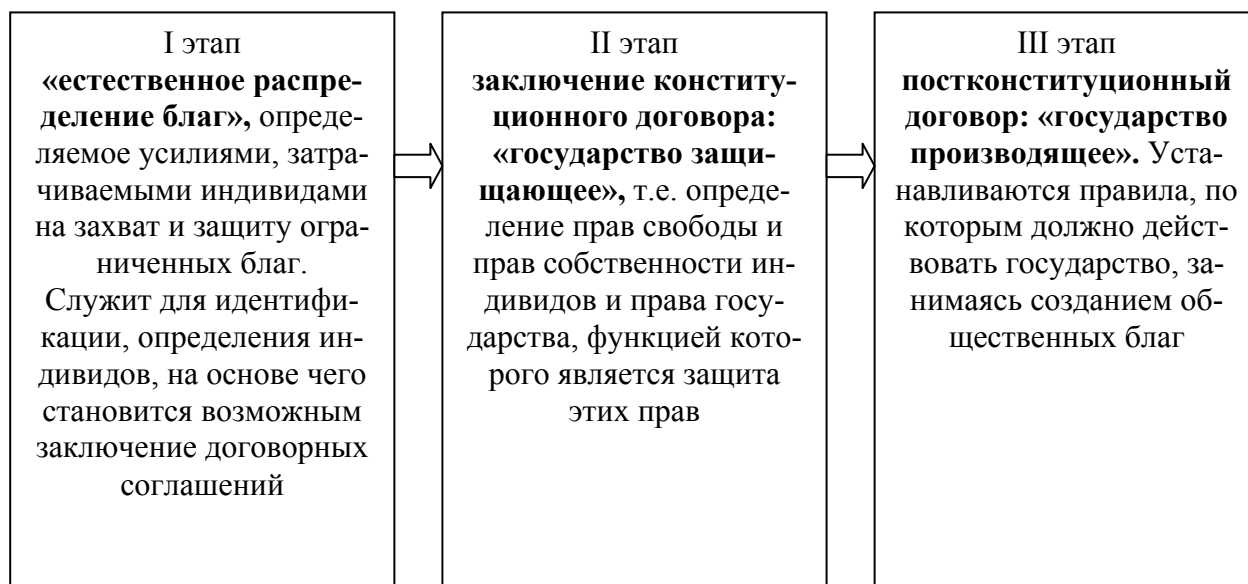 I этап
«естественное распре-
деление благ», опреде-
ляемое усилиями, затра-
чиваемыми индивидами
на захват и защиту огра-
ниченных благ.
Служит для идентифи-
кации, определения ин-
дивидов, на основе чего
становится возможным
заключение договорных
соглашений
II этап
заключение конститу-
ционного договора:
«государство защи-
щающее», т.е. опреде-
ление прав свободы и
прав собственности ин-
дивидов и права госу-
дарства, функцией кото-
рого является защита
этих прав
III этап
постконституционный
договор: «государство
производящее». Уста-
навливаются правила, по
которым должно дейст-
вовать государство, за-
нимаясь созданием об-
щественных благ